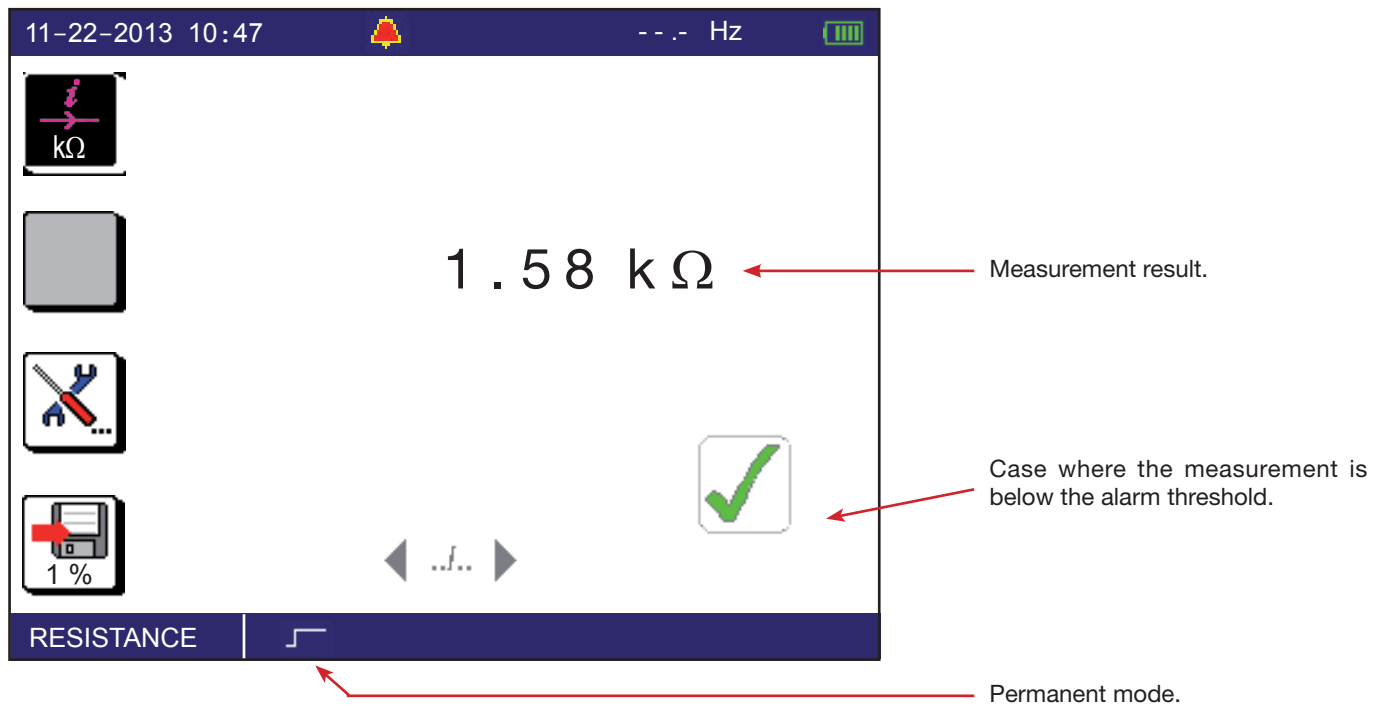 11-22-2013 10:47 --.- Hz
i
kΩ
1.58 kΩ
Measurement result.
...
Case where the measurement is
below the alarm threshold.
1 %
../..
RESISTANCE
Permanent mode.